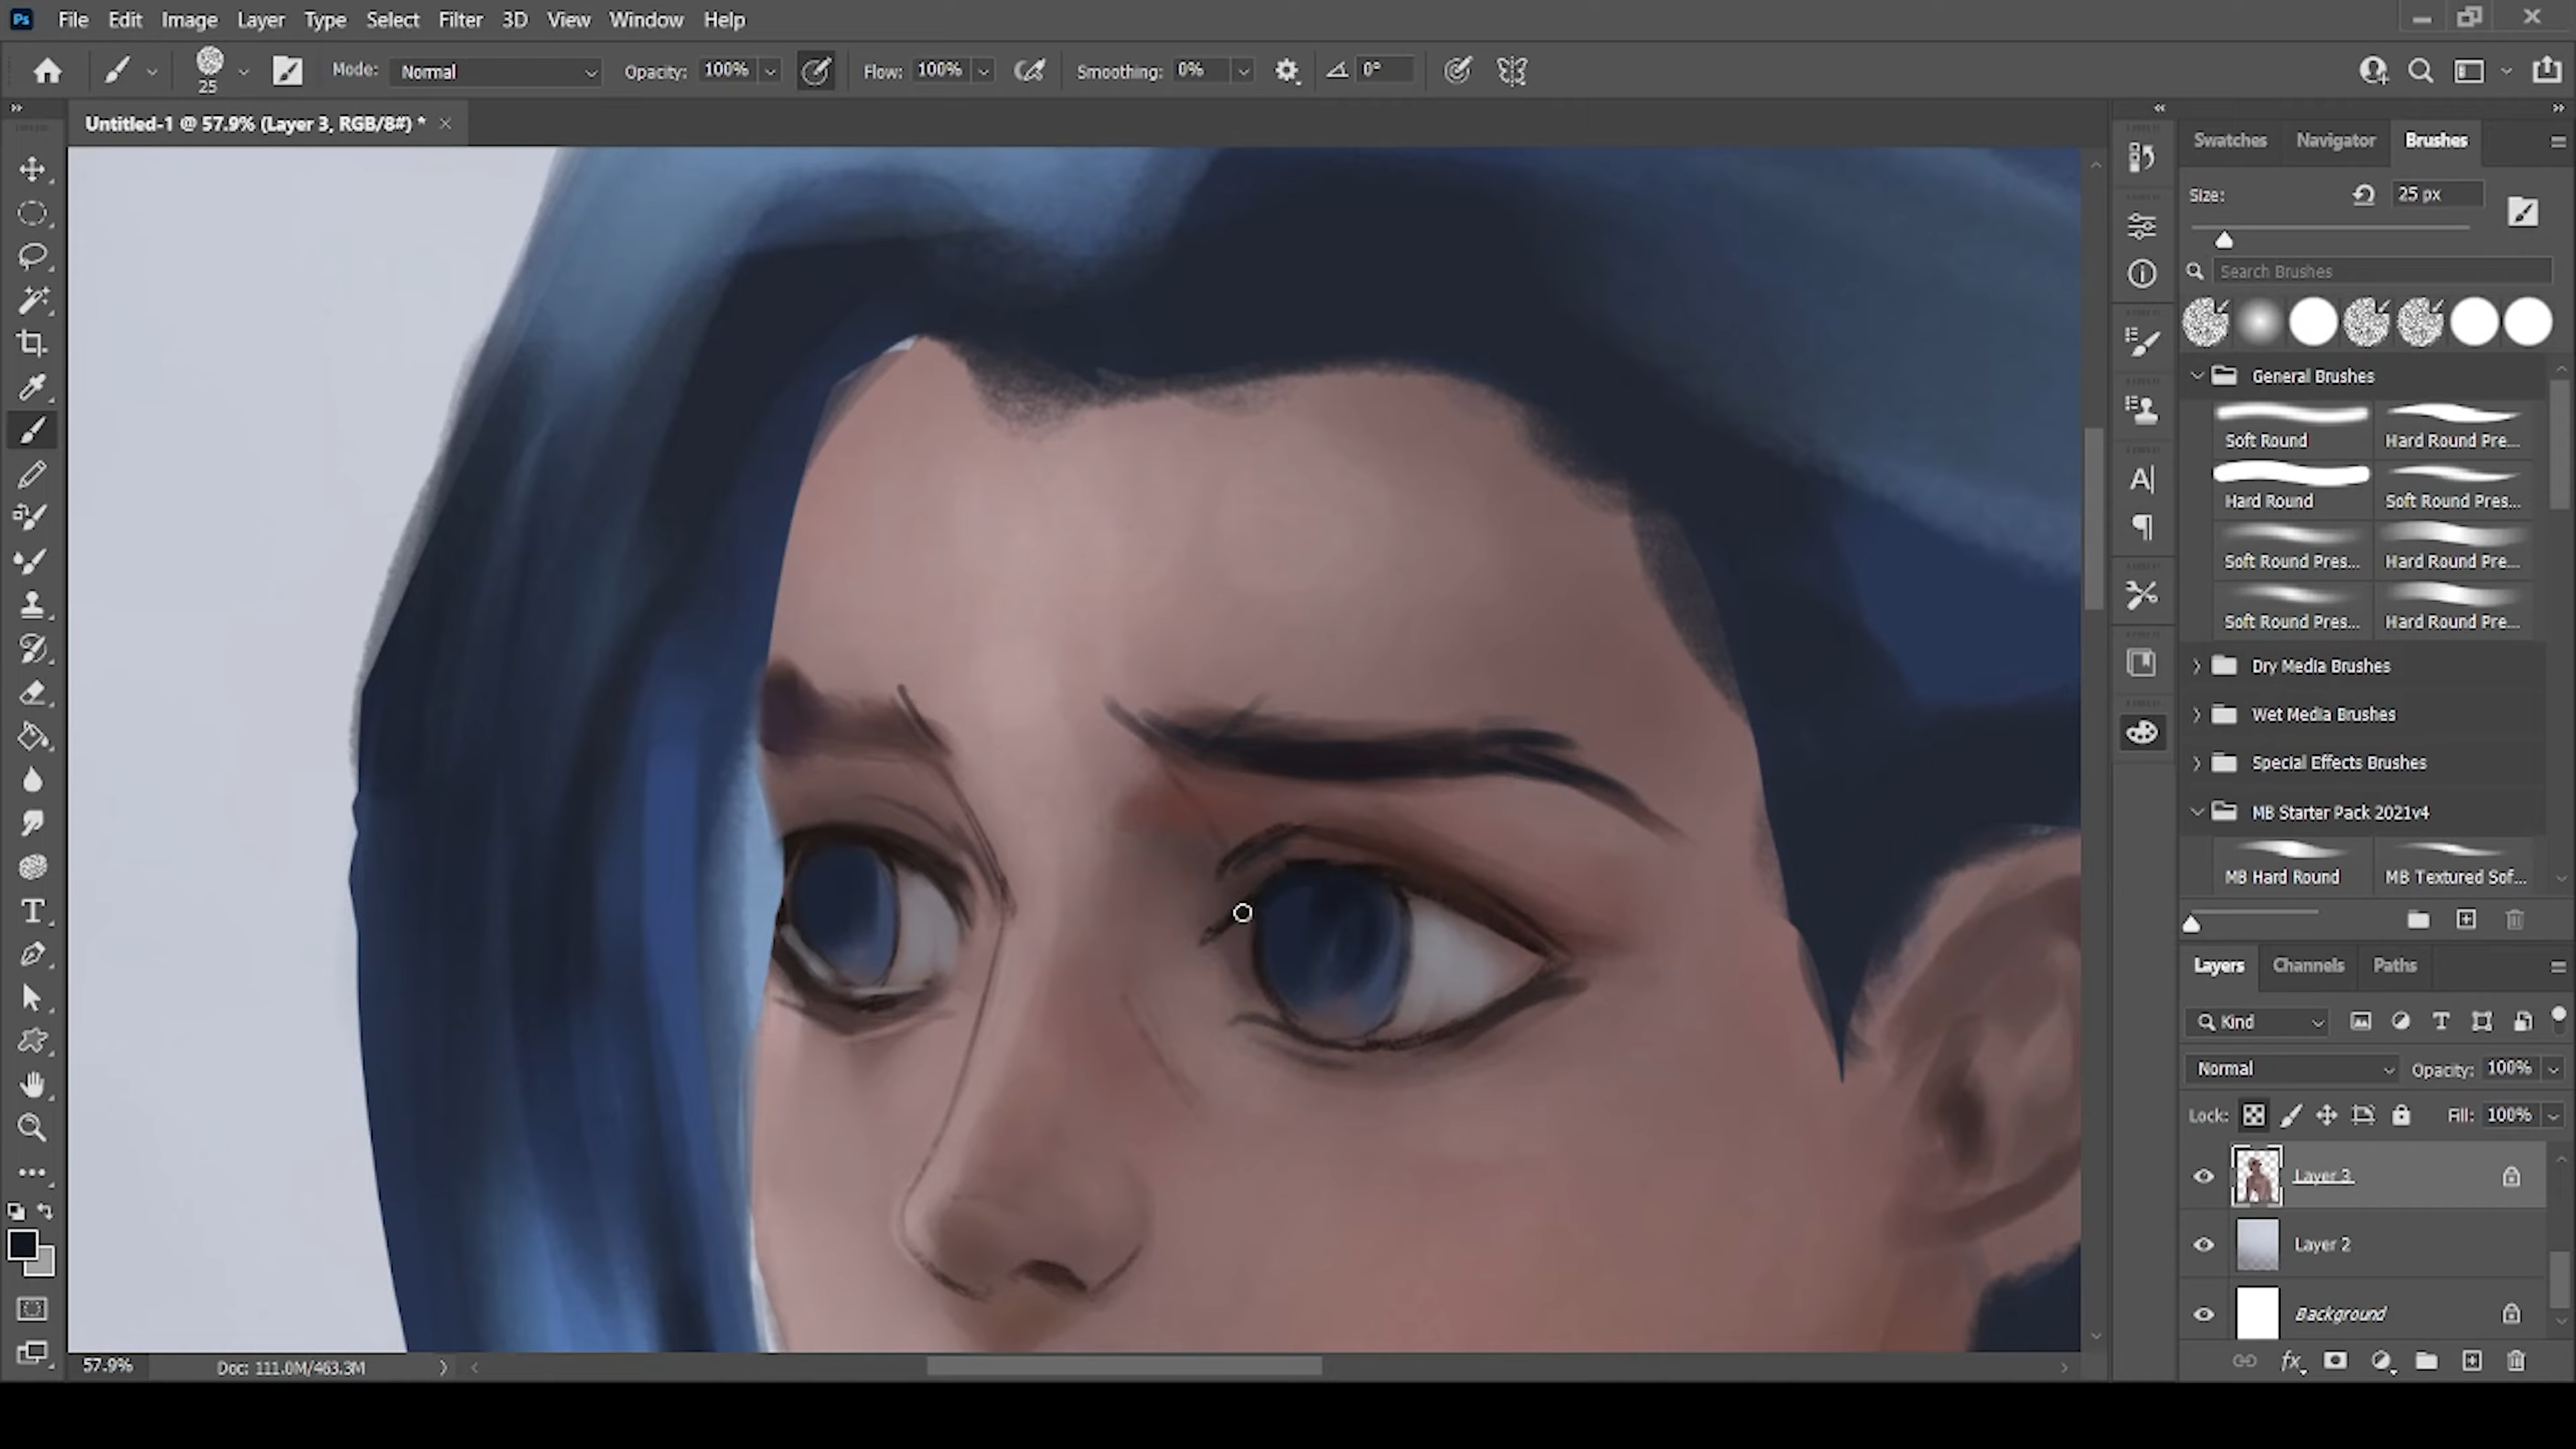 Ps File Edit Image Layer Type Select Filter 3D View Window Help
25 Mode: Normal Opacity: 100% Flow: 100% Smoothing: 0% 0°
Untitled-1 @ 57.9% (Layer 3, RGB/8#) *
Swatches Navigator Brushes
Size: 25 px
Search Brushes
General Brushes
Soft Round Hard Round Pre...
Hard Round Soft Round Pres...
Soft Round Pres... Hard Round Pre...
Soft Round Pres... Hard Round Pre...
Dry Media Brushes
Wet Media Brushes
Special Effects Brushes
MB Starter Pack 2021v4
MB Hard Round MB Textured Sof...
Layers Channels Paths
Kind
Normal Opacity: 100%
Lock: Fill: 100%
Layer 3
Layer 2
Background
fx
57.9% Doc: 111.0M/463.3M